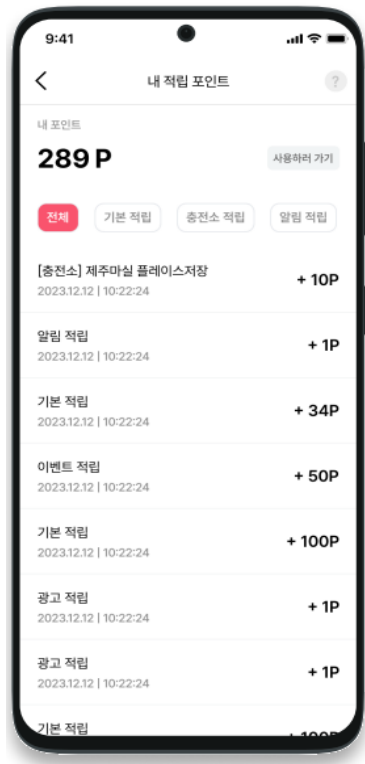 9:41
내 적립 포인트
?
내 포인트
289 P
사용하러 가기
전체 기본 적립 충전소 적립 알림 적립
[충전소] 제주마실 플레이스저장
+ 10P
2023.12.12 | 10:22:24
알림 적립
+ 1P
2023.12.12 | 10:22:24
기본 적립
+ 34P
2023.12.12 | 10:22:24
이벤트 적립
+ 50P
2023.12.12 | 10:22:24
기본 적립
+ 100P
2023.12.12 | 10:22:24
광고 적립
+ 1P
2023.12.12 | 10:22:24
광고 적립
+ 1P
2023.12.12 | 10:22:24
기본 적립
+ 100P